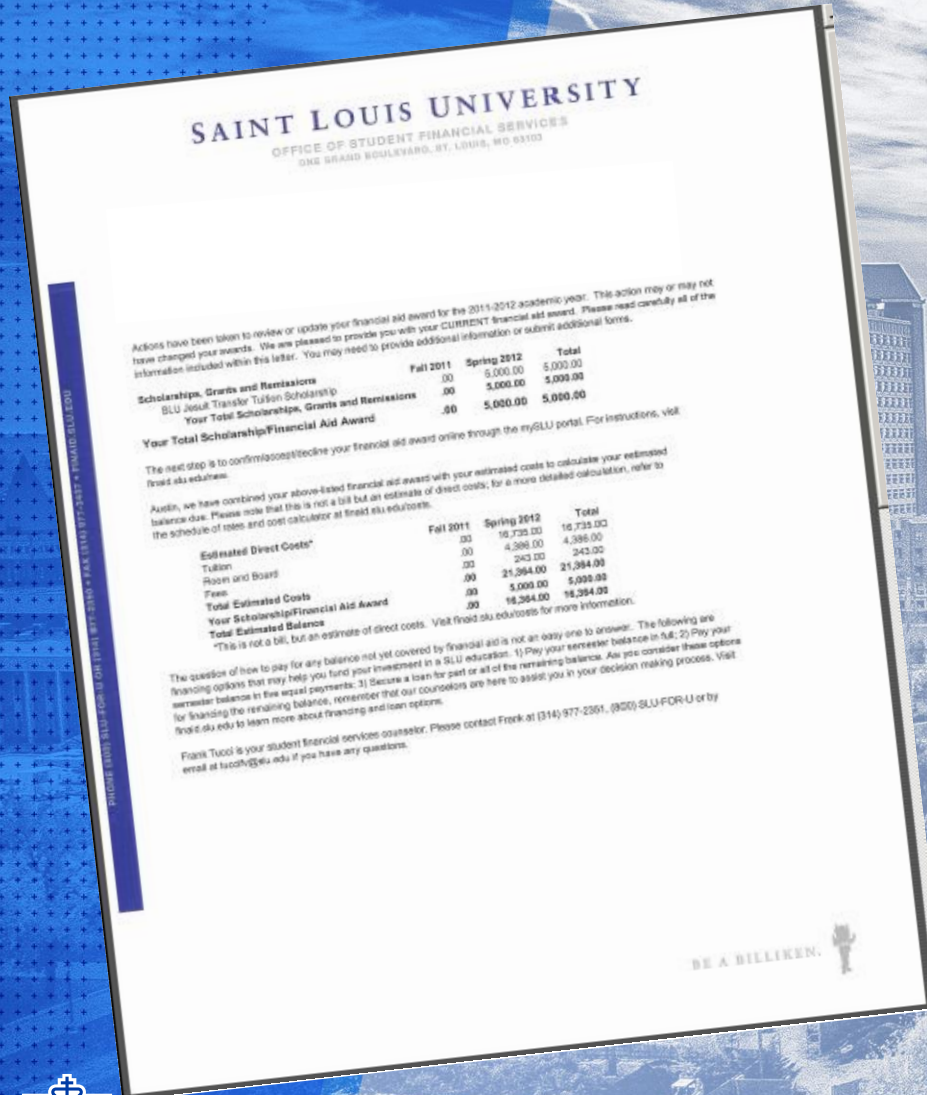 SAINT LOUIS UNIVERSITY
OFFICE OF STUDENT FINANCIAL SERVICES
ONE GRAND BOULEVARD, ST. LOUIS, MO 63103
Actions have been taken to review or update your financial aid award for the 2011-2012 academic year. This action may or may not
have changed your awards. We are pleased to provide you with your CURRENT financial aid award. Please read carefully all of the
information included within this letter. You may need to provide additional information or submit additional forms.
Fall 2011 Spring 2012 Total
Scholarships, Grants and Remissions
SLU Jesuit Transfer Tuition Scholarship .00 5,000.00 5,000.00
Your Total Scholarships, Grants and Remissions .00 5,000.00 5,000.00
Your Total Scholarship/Financial Aid Award .00 5,000.00 5,000.00
The next step is to confirm/accept/decline your financial aid award online through the mySLU portal. For instructions, visit
finaid.slu.edu/
Austin, we have combined your above-listed financial aid award with your estimated costs to calculate your estimated
balance due. Please note that this is not a bill but an estimate of direct costs; for a more detailed calculation, refer to
the schedule of rates and cost calculator at finaid.slu.edu/costs.
Estimated Direct Costs* Fall 2011 Spring 2012 Total
Tuition .00 16,735.00 16,735.00
Room and Board .00 4,386.00 4,386.00
Fees .00 243.00 243.00
Total Estimated Costs .00 21,364.00 21,364.00
Your Scholarship/Financial Aid Award .00 5,000.00 5,000.00
Total Estimated Balance .00 16,364.00 16,364.00
*This is not a bill, but an estimate of direct costs. Visit finaid.slu.edu/costs for more information.
The question of how to pay for any balance not yet covered by financial aid is not an easy one to answer. The following are
financing options that may help you fund your investment in a SLU education. 1) Pay your semester balance in full; 2) Pay your
semester balance in five equal payments; 3) Secure a loan for part or all of the remaining balance. As you consider these options
for financing the remaining balance, remember that our counselors are here to assist you in your decision making process. Visit
finaid.slu.edu to learn more about financing and loan options.
Frank Tucci is your student financial services counselor. Please contact Frank at (314) 977-2361, (800) SLU-FOR-U or by
email at if you have any questions.
PHONE (800) SLU-FOR-U OR (314) 977-2350 • FAX (314) 977-3437 • FINAID.SLU.EDU
BE A BILLIKEN.